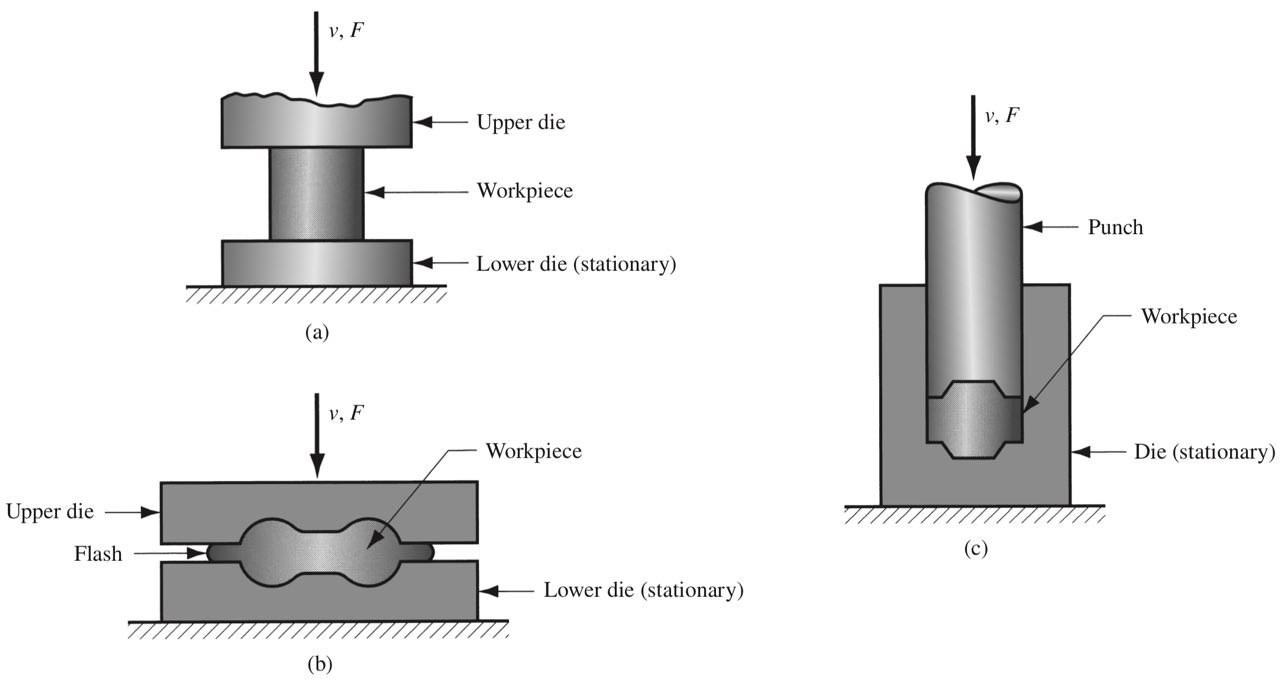 v, F
Upper die
Workpiece
Lower die (stationary)
(a)
v, F
Workpiece
Upper die
Flash
Lower die (stationary)
(b)
v, F
Punch
Workpiece
Die (stationary)
(c)